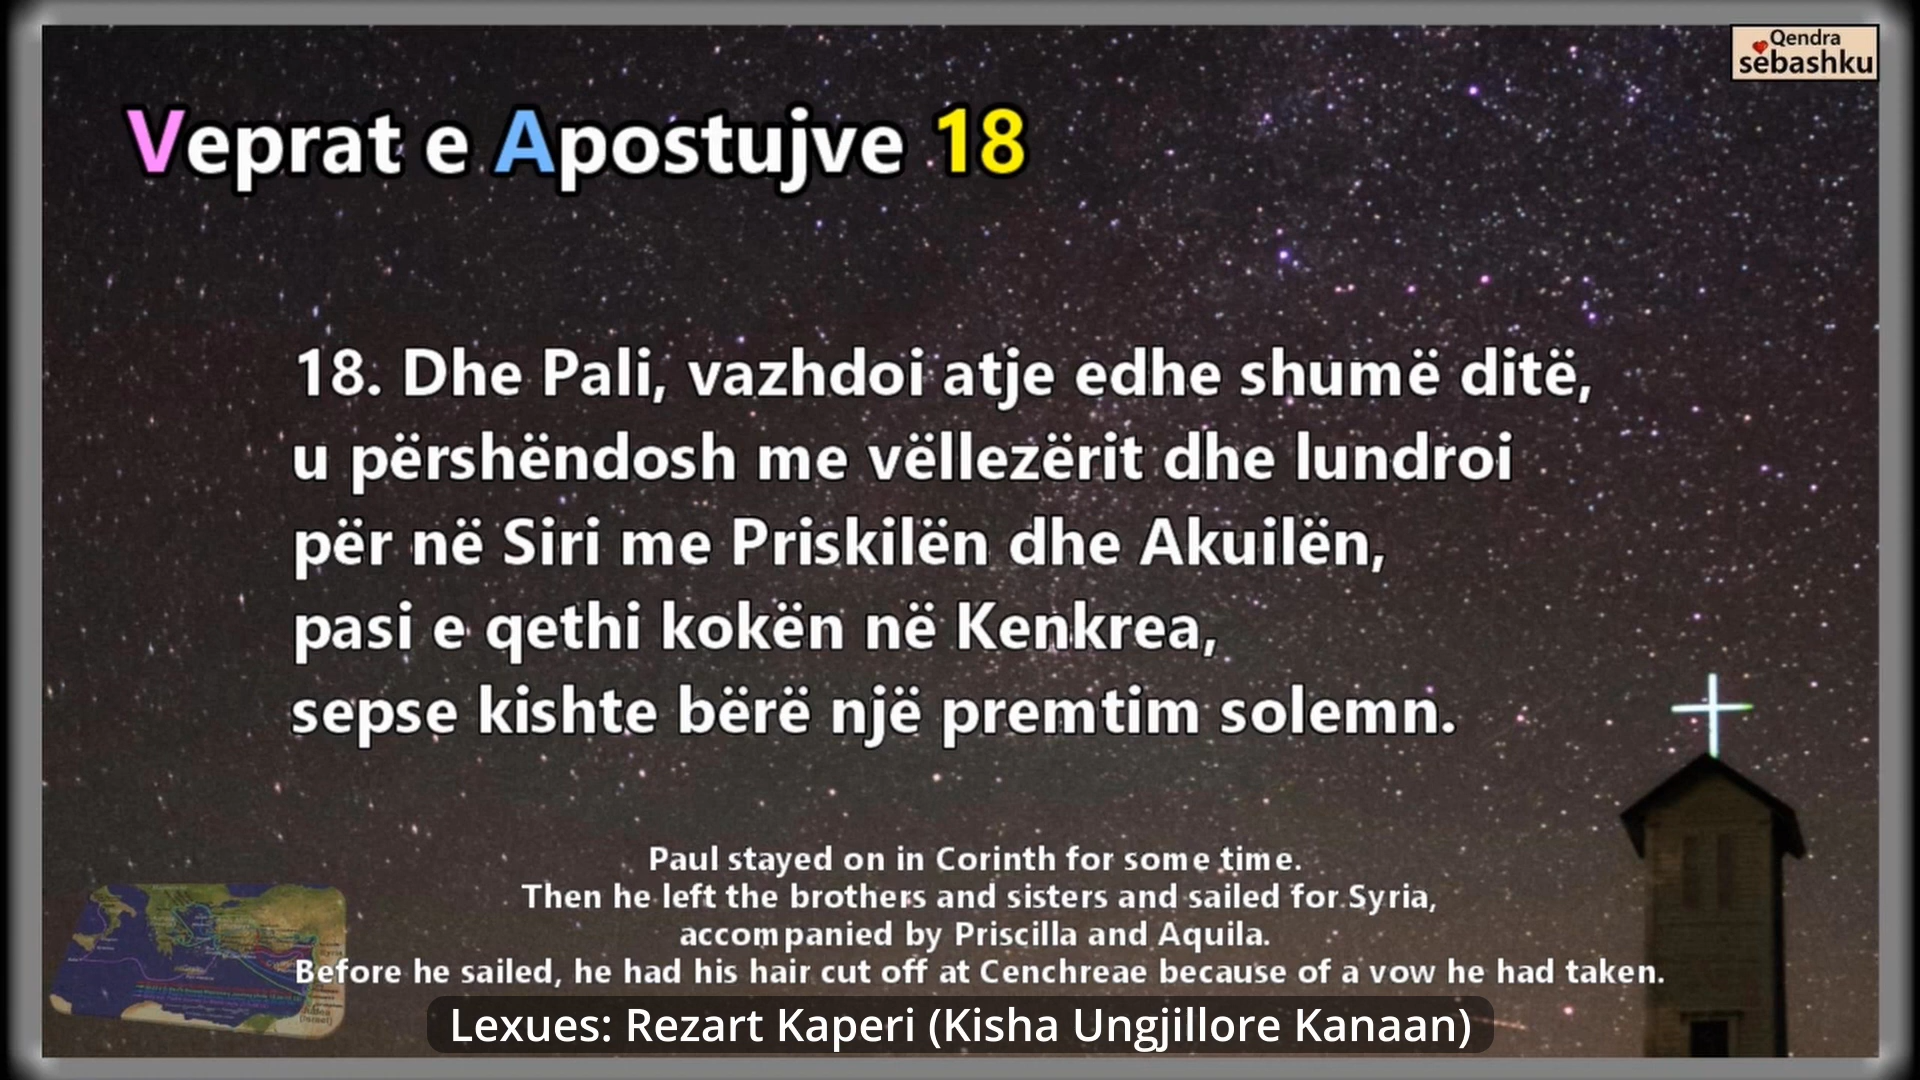 Qendra
sëbashku
Veprat e Apostujve 18
18. Dhe Pali, vazhdoi atje edhe shumë ditë,
u përshëndosh me vëllezërit dhe lundroi
për në Siri me Priskilën dhe Akuilën,
pasi e qethi kokën në Kenkrea,
sepse kishte bërë një premtim solemn.
Paul stayed on in Corinth for some time.
Then he left the brothers and sisters and sailed for Syria,
accompanied by Priscilla and Aquila.
Before he sailed, he had his hair cut off at Cenchreae because of a vow he had taken.
Lexues: Rezart Kaperi (Kisha Ungjillore Kanaan)